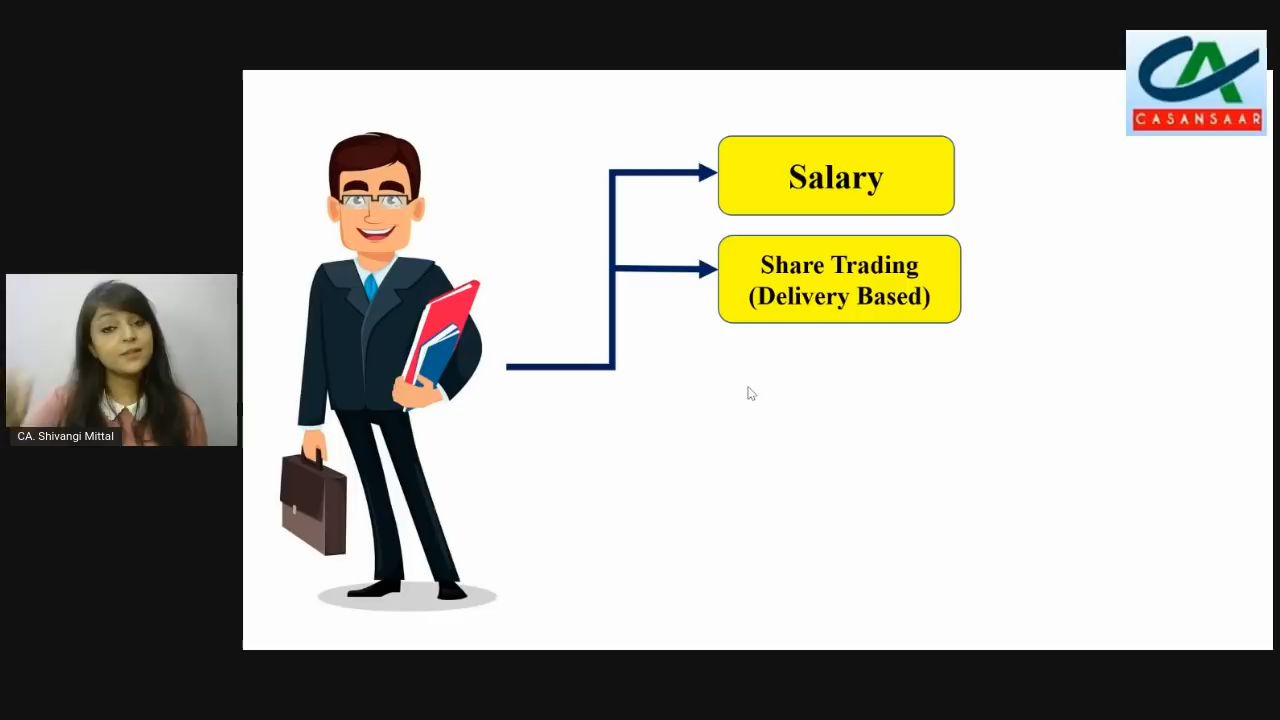 CA
CASANSAAR
Salary
Share Trading
(Delivery Based)
CA. Shivangi Mittal